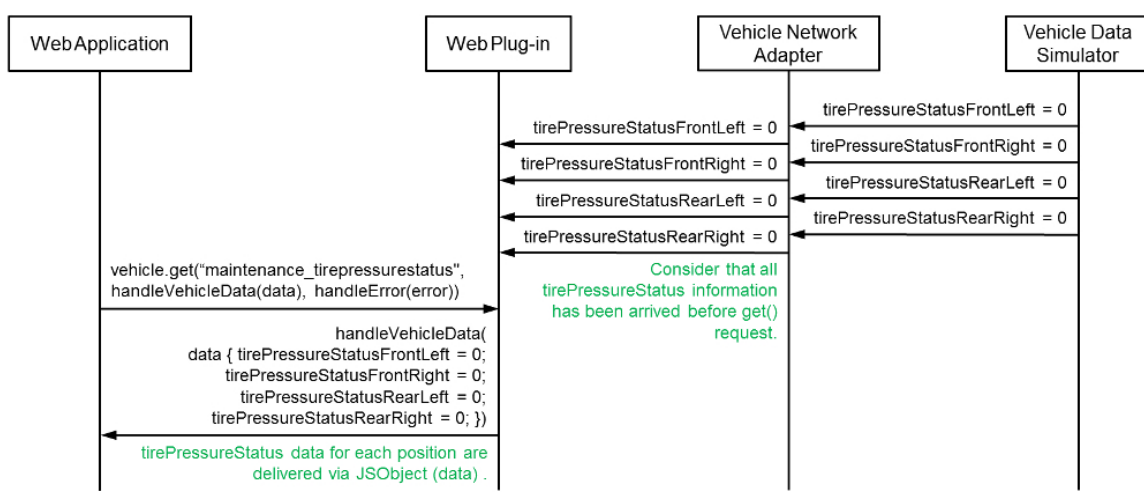 Web Application
Web Plug-in
Vehicle Network
Adapter
Vehicle Data
Simulator
tirePressureStatusFrontLeft = 0
tirePressureStatusFrontLeft = 0
tirePressureStatusFrontRight = 0
tirePressureStatusFrontRight = 0
tirePressureStatusRearLeft = 0
tirePressureStatusRearLeft = 0
tirePressureStatusRearRight = 0
tirePressureStatusRearRight = 0
vehicle.get("maintenance_tirepressurestatus",
handleVehicleData(data), handleError(error))
Consider that all
tirePressureStatus information
has been arrived before get()
request.
handleVehicleData(
data { tirePressureStatusFrontLeft = 0;
tirePressureStatusFrontRight = 0;
tirePressureStatusRearLeft = 0;
tirePressureStatusRearRight = 0; })
tirePressureStatus data for each position are
delivered via JSObject (data) .